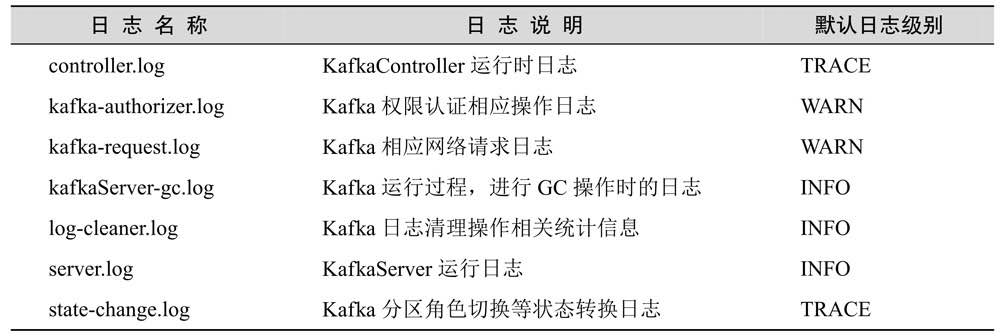 日 志 名 称 日 志 说 明 默认日志级别
controller.log KafkaController 运行时日志 TRACE
kafka-authorizer.log Kafka 权限认证相应操作日志 WARN
kafka-request.log Kafka 相应网络请求日志 WARN
kafkaServer-gc.log Kafka 运行过程，进行 GC 操作时的日志 INFO
log-cleaner.log Kafka 日志清理操作相关统计信息 INFO
server.log KafkaServer 运行日志 INFO
state-change.log Kafka 分区角色切换等状态转换日志 TRACE